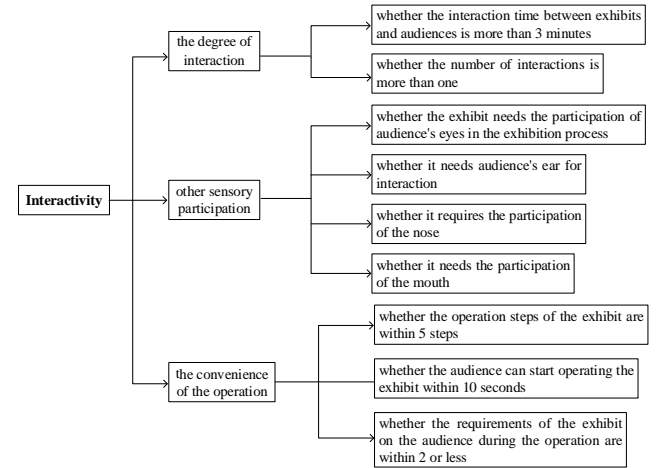 Interactivity
the degree of
interaction
whether the interaction time between exhibits
and audiences is more than 3 minutes
whether the number of interactions is
more than one
other sensory
participation
whether the exhibit needs the participation of
audience's eyes in the exhibition process
whether it needs audience's ear for
interaction
whether it requires the participation
of the nose
whether it needs the participation
of the mouth
the convenience
of the operation
whether the operation steps of the exhibit are
within 5 steps
whether the audience can start operating the
exhibit within 10 seconds
whether the requirements of the exhibit
on the audience during the operation are
within 2 or less